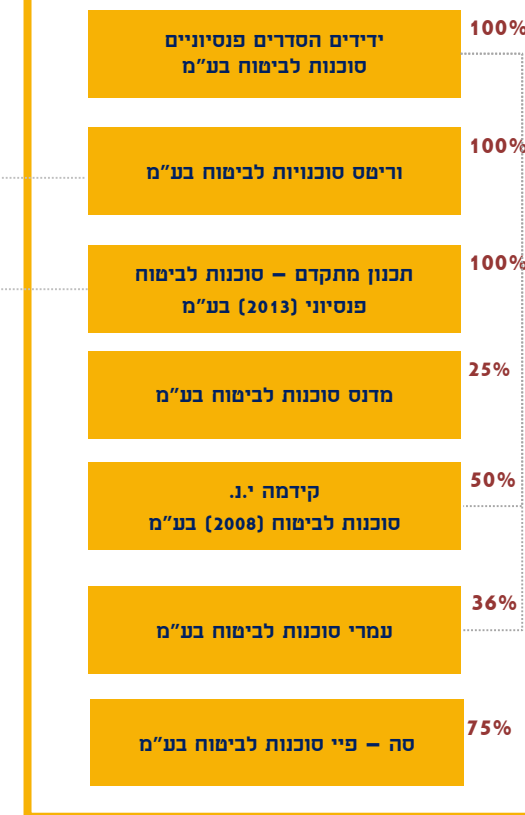 100%
ידידים הסדרים פנסיוניים
סוכנות לביטוח בע"מ
100%
וריטס סוכנויות לביטוח בע"מ
100%
תכנון מתקדם – סוכנות לביטוח
פנסיוני (2013) בע"מ
25%
מדנס סוכנות לביטוח בע"מ
50%
קידמה י.נ.
סוכנות לביטוח (2008) בע"מ
36%
עמרי סוכנות לביטוח בע"מ
75%
סה – פיי סוכנות לביטוח בע"מ